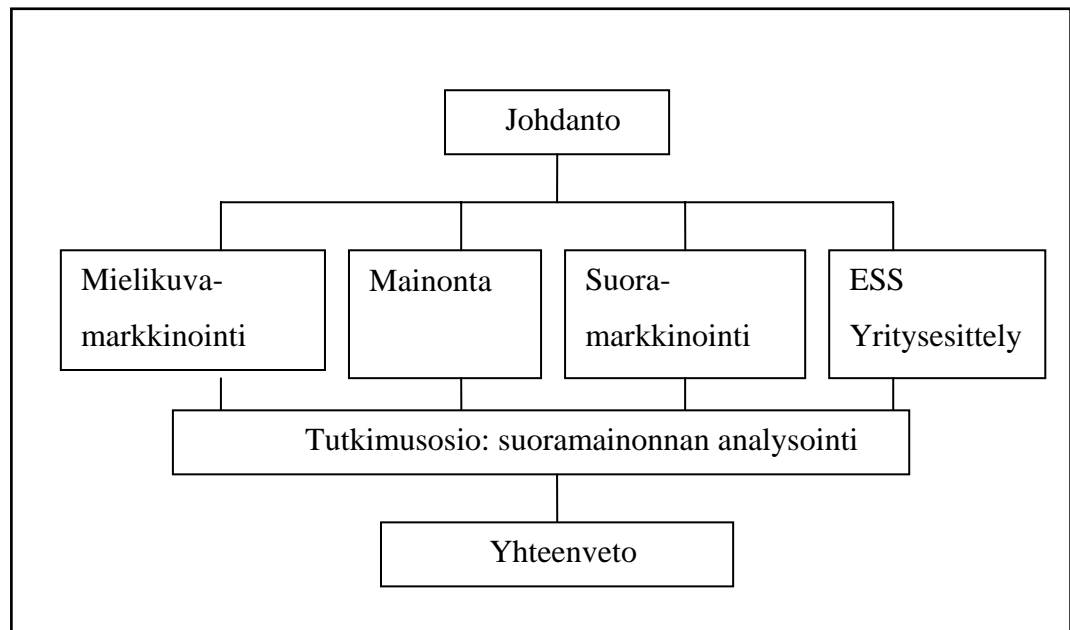 Johdanto
Mielikuva-
markkinointi
Mainonta
Suora-
markkinointi
ESS
Yritysesittely
Tutkimusosio: suoramainonnan analysointi
Yhteenveto